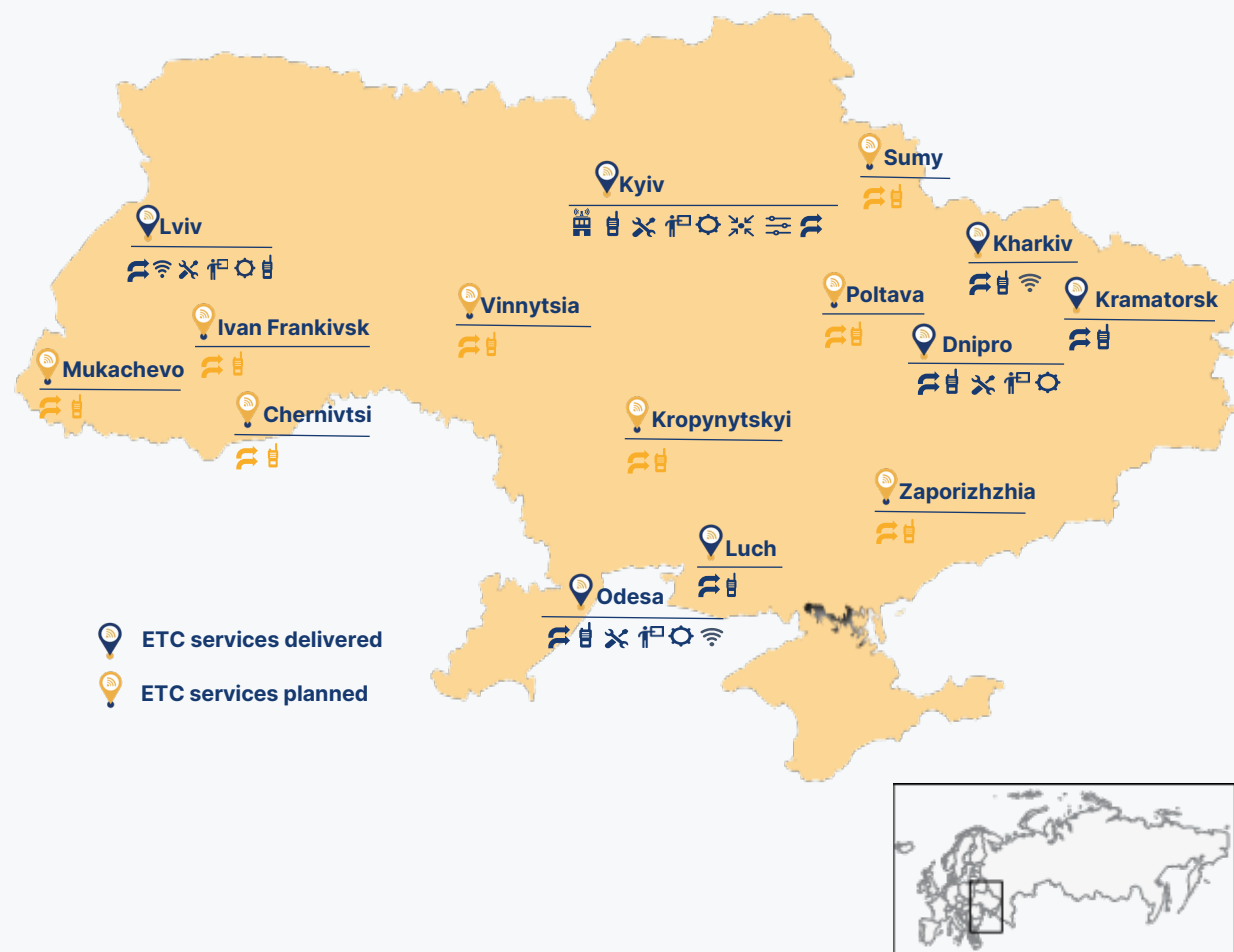 Sumy
Kyiv
Lviv
Kharkiv
Kramatorsk
Vinnytsia
Poltava
Ivan Frankivsk
Dnipro
Mukachevo
Chernivtsi
Kropynytskyi
Zaporizhzhia
Luch
Odesa
ETC services delivered
ETC services planned